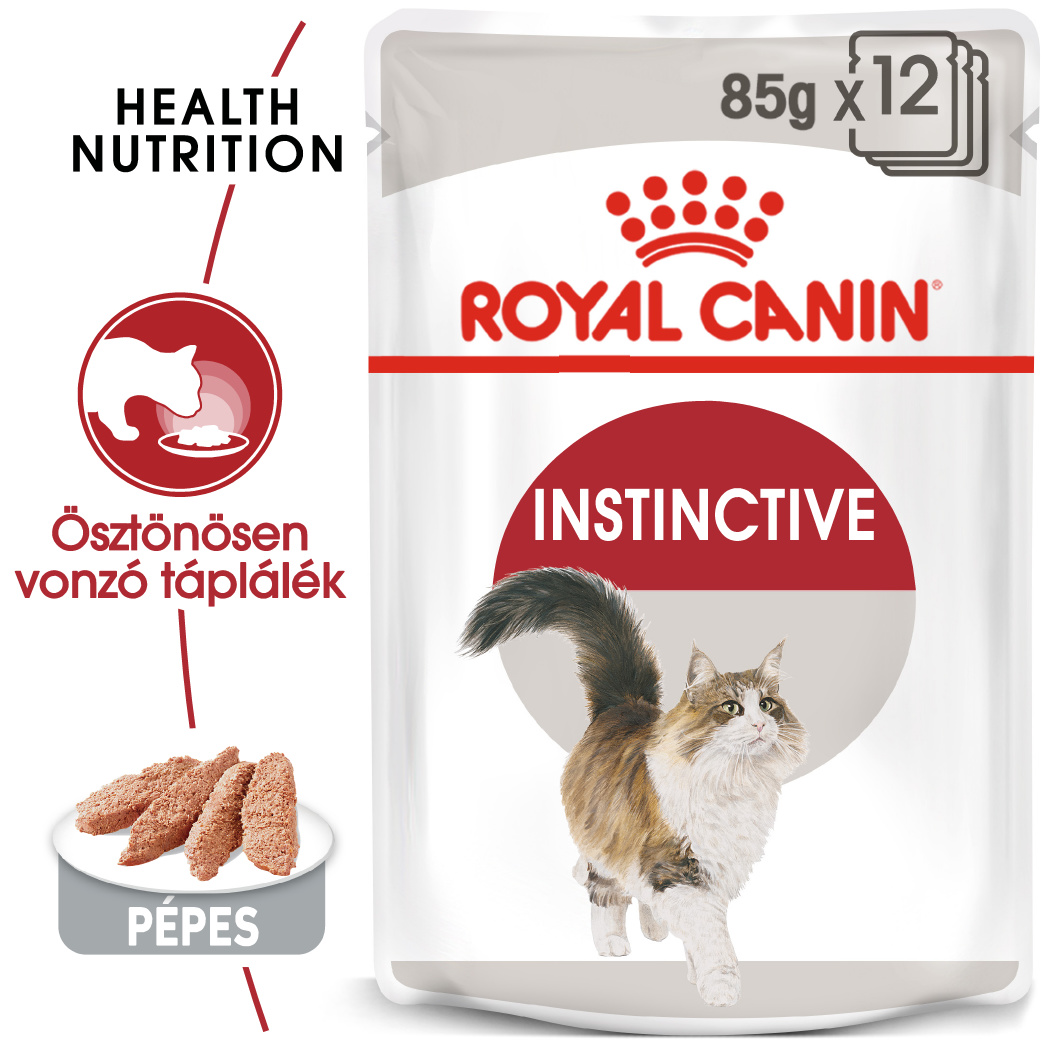 HEALTH
NUTRITION
Ösztönösen
vonzó táplálék
PÉPES
85g x12
ROYAL CANIN®
INSTINCTIVE